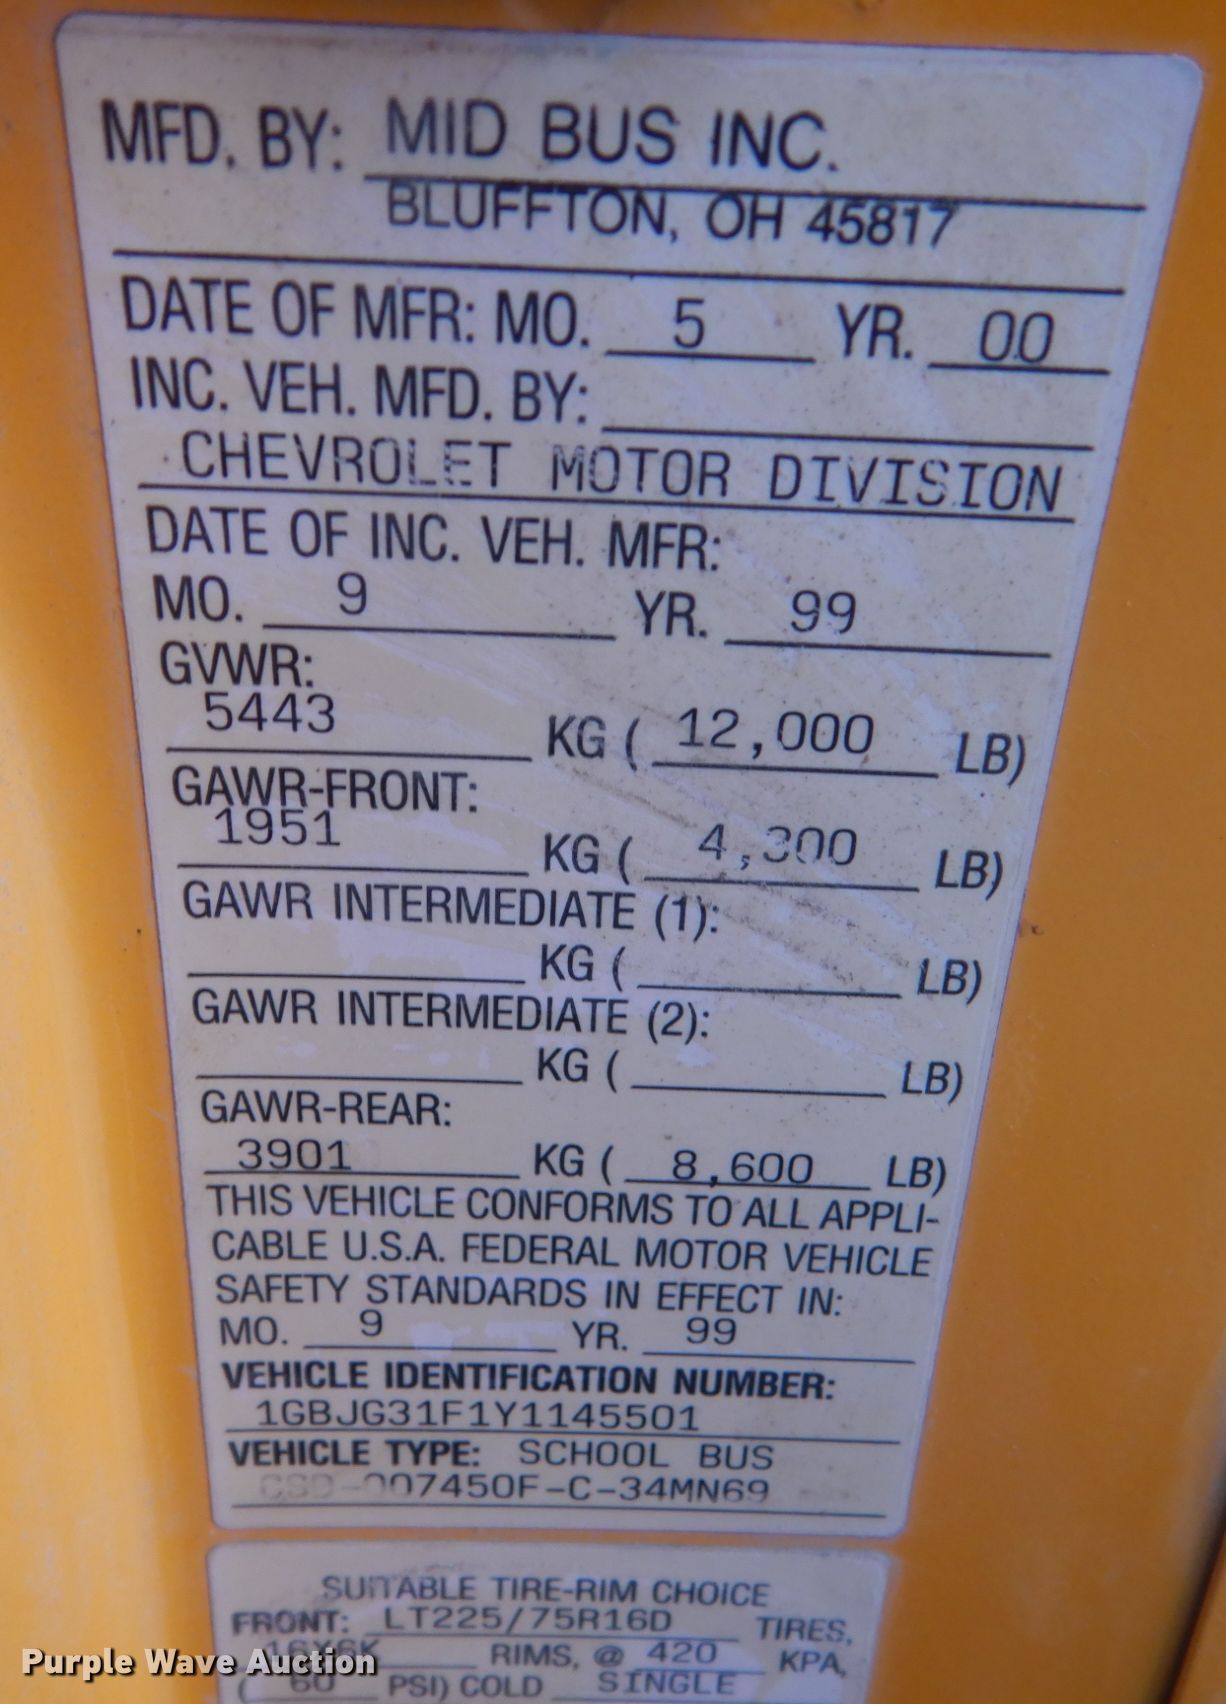 MFD. BY: MID BUS INC.
BLUFFTON, OH 45817
DATE OF MFR: MO. 5 YR. 00
INC. VEH. MFD. BY:
CHEVROLET MOTOR DIVISION
DATE OF INC. VEH. MFR:
MO. 9 YR. 99
GVWR:
5443 KG ( 12,000 LB)
GAWR-FRONT:
1951 KG ( 4,300 LB)
GAWR INTERMEDIATE (1):
KG ( LB)
GAWR INTERMEDIATE (2):
KG ( LB)
GAWR-REAR:
3901 KG ( 8,600 LB)
THIS VEHICLE CONFORMS TO ALL APPLI-
CABLE U.S.A. FEDERAL MOTOR VEHICLE
SAFETY STANDARDS IN EFFECT IN:
MO. 9 YR. 99
VEHICLE IDENTIFICATION NUMBER:
1GBJG31F1Y1145501
VEHICLE TYPE: SCHOOL BUS
CSD-007450F-C-34MN69
SUITABLE TIRE-RIM CHOICE
FRONT: LT225/75R16D TIRES,
16X6K RIMS, @ 420 KPA,
( 60 PSI) COLD SINGLE
Purple Wave Auction